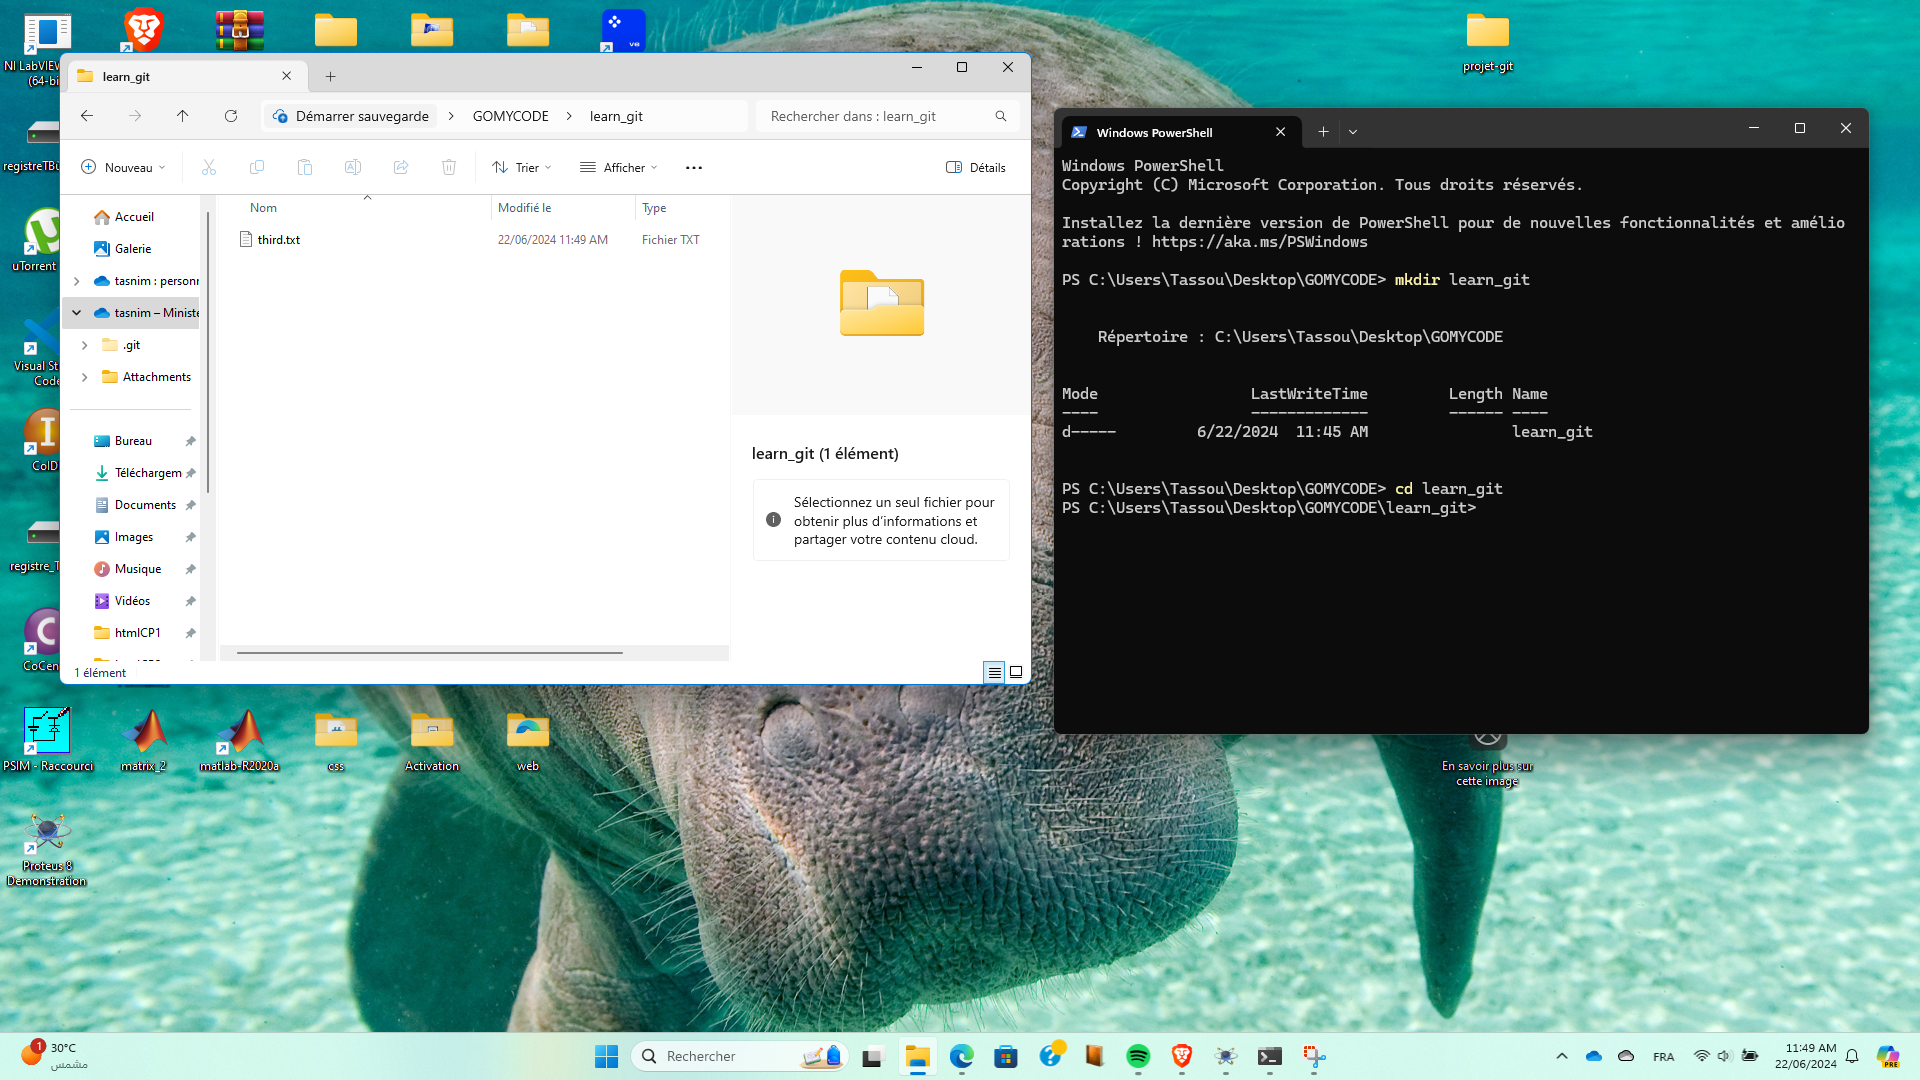 NI LabVIEW
(64-bi
projet-git
learn_git
Démarrer sauvegarde
GOMYCODE
learn_git
Rechercher dans : learn_git
Nouveau
Trier
Afficher
Détails
Nom
Modifié le
Type
third.txt
22/06/2024 11:49 AM
Fichier TXT
Accueil
Galerie
tasnim : personn
tasnim – Ministè
.git
Attachments
Bureau
Téléchargem
Documents
Images
Musique
Vidéos
htmlCP1
1 élément
learn_git (1 élément)
Sélectionnez un seul fichier pour
obtenir plus d'informations et
partager votre contenu cloud.
Windows PowerShell
Windows PowerShell
Copyright (C) Microsoft Corporation. Tous droits réservés.
Installez la dernière version de PowerShell pour de nouvelles fonctionnalités et amélio
rations ! https://aka.ms/PSWindows
PS C:\Users\Tassou\Desktop\GOMYCODE> mkdir learn_git
Répertoire : C:\Users\Tassou\Desktop\GOMYCODE
Mode LastWriteTime Length Name
---- ------------- ------ ----
d----- 6/22/2024 11:45 AM learn_git
PS C:\Users\Tassou\Desktop\GOMYCODE> cd learn_git
PS C:\Users\Tassou\Desktop\GOMYCODE\learn_git>
registreTBu
uTorrent
Visual St
Code
CoID
registre_T
CoCen
PSIM - Raccourci
matrix_2
matlab-R2020a
css
Activation
web
Proteus 8
Demonstration
En savoir plus sur
cette image
1
30°C
مشمس
Rechercher
FRA
11:49 AM
22/06/2024
PRE